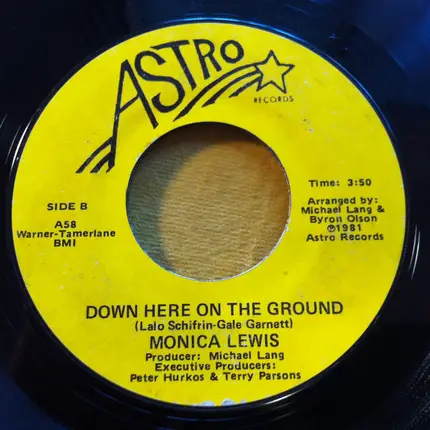 ASTRO
RECORDS
SIDE B
A58
Warner-Tamerlane
BMI
Time: 3:50
Arranged by:
Michael Lang &
Byron Olson
℗1981
Astro Records
DOWN HERE ON THE GROUND
(Lalo Schifrin-Gale Garnett)
MONICA LEWIS
Producer: Michael Lang
Executive Producers:
Peter Hurkos & Terry Parsons